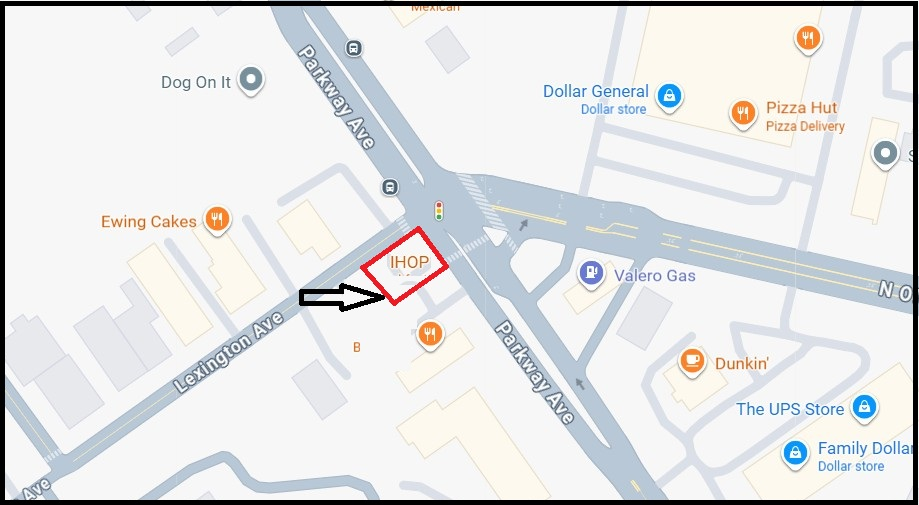 Mexican
Parkway Ave
Dog On It
Dollar General
Dollar store
Pizza Hut
Pizza Delivery
Ewing Cakes
IHOP
Valero Gas
N O
Lexington Ave
B
Parkway Ave
Dunkin'
The UPS Store
Family Dollar
Dollar store
Ave